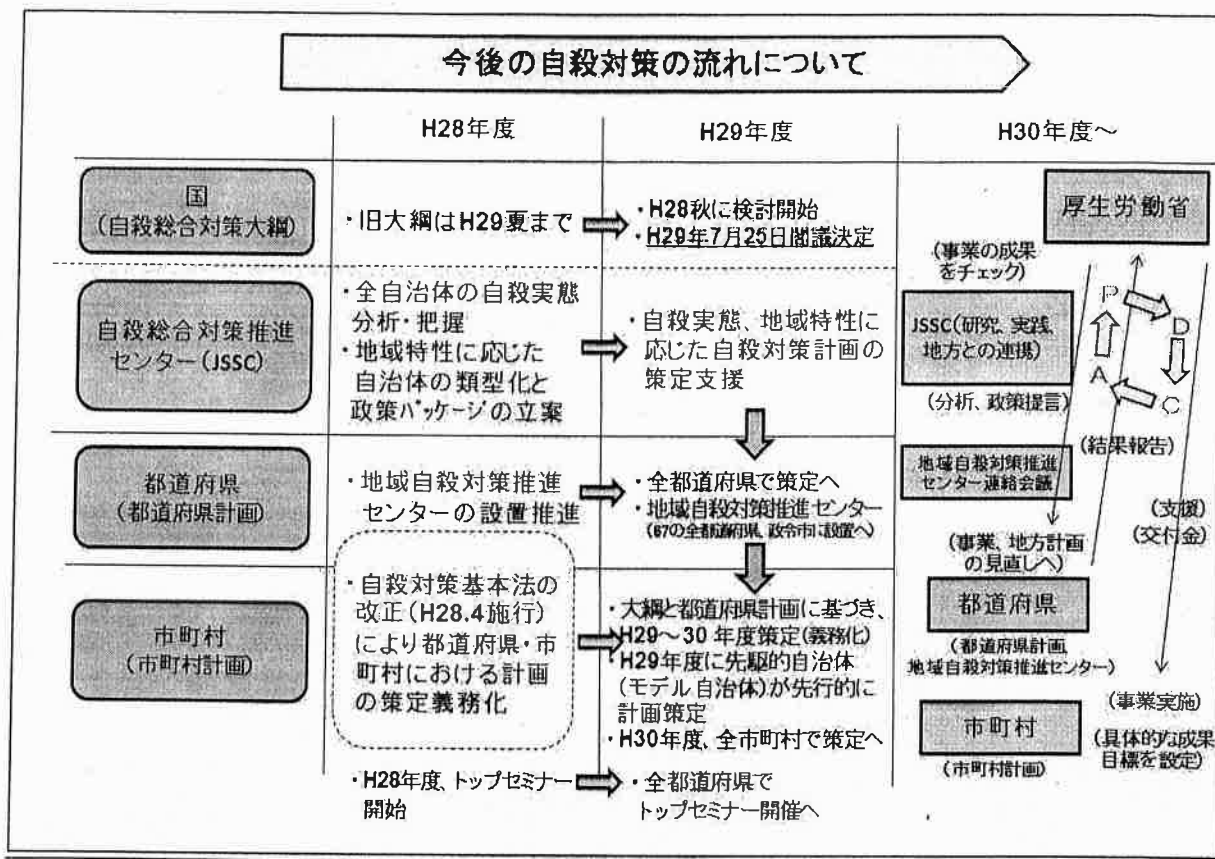 今後の自殺対策の流れについて
H28年度
H29年度
H30年度～
国
(自殺総合対策大綱)
・旧大綱はH29夏まで
・H28秋に検討開始
・H29年7月25日閣議決定
自殺総合対策推進
センター(JSSC)
・全自治体の自殺実態
分析・把握
・地域特性に応じた
自治体の類型化と
政策パッケージの立案
・自殺実態、地域特性に
応じた自殺対策計画の
策定支援
都道府県
(都道府県計画)
・地域自殺対策推進
センターの設置推進
・全都道府県で策定へ
・地域自殺対策推進センター
(67の全都道府県、政令市に設置へ)
市町村
(市町村計画)
・自殺対策基本法の
改正(H28.4施行)
により都道府県・市
町村における計画
の策定義務化
・大綱と都道府県計画に基づき、
H29～30年度策定(義務化)
・H29年度に先駆的自治体
(モデル自治体)が先行的に
計画策定
・H30年度、全市町村で策定へ
・H28年度、トップセミナー
開始
・全都道府県で
トップセミナー開催へ
厚生労働省
(事業の成果
をチェック)
P
D
A
C
JSSC(研究、実践、
地方との連携)
(分析、政策提言)
(結果報告)
地域自殺対策推進
センター連絡会議
(支援)
(交付金)
(事業、地方計画
の見直しへ)
都道府県
(都道府県計画、
地域自殺対策推進センター)
(事業実施)
市町村
(具体的な成果
目標を設定)
(市町村計画)